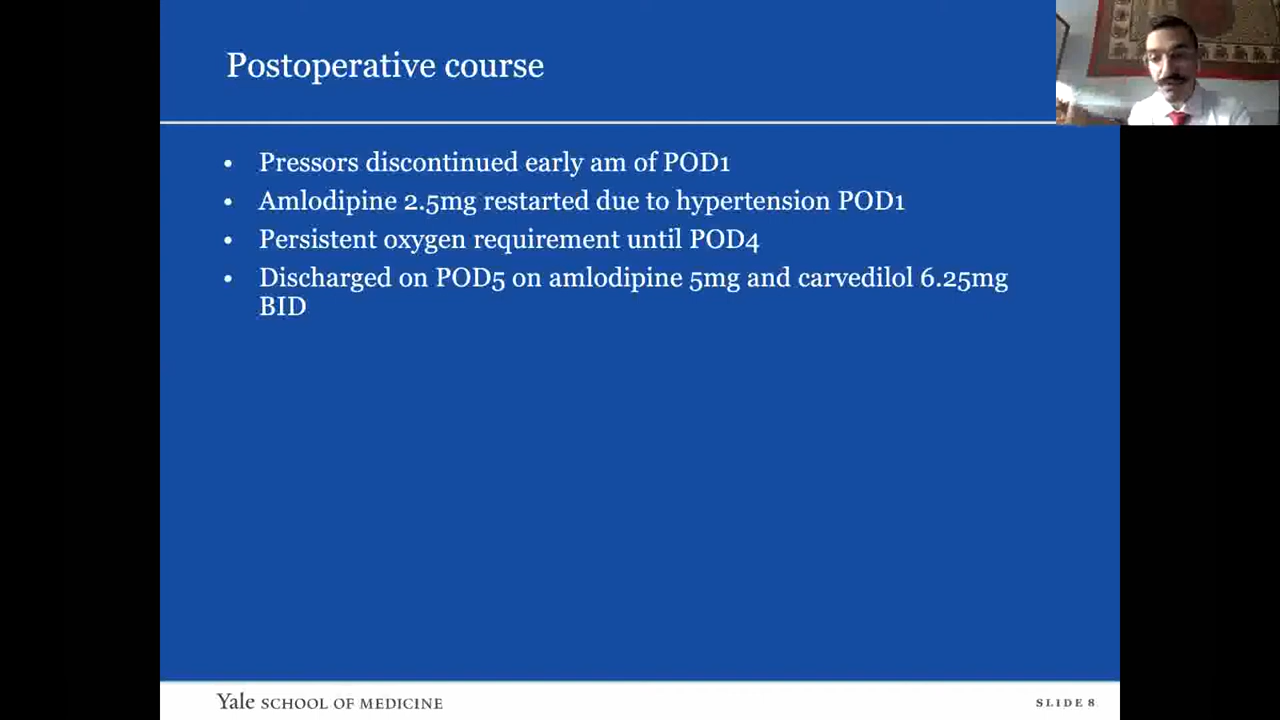 Postoperative course
• Pressors discontinued early am of POD1
• Amlodipine 2.5mg restarted due to hypertension POD1
• Persistent oxygen requirement until POD4
• Discharged on POD5 on amlodipine 5mg and carvedilol 6.25mg
BID
Yale SCHOOL OF MEDICINE
SLIDE 8